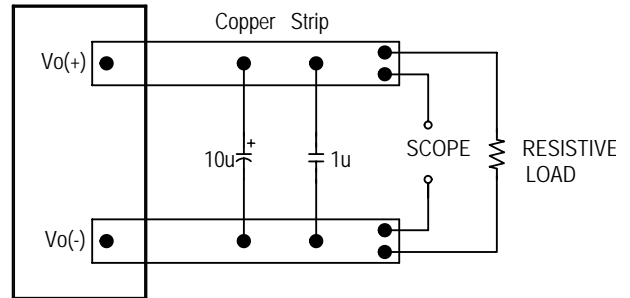 Copper Strip
Vo(+)
+
10u
1u
SCOPE
RESISTIVE
LOAD
Vo(-)